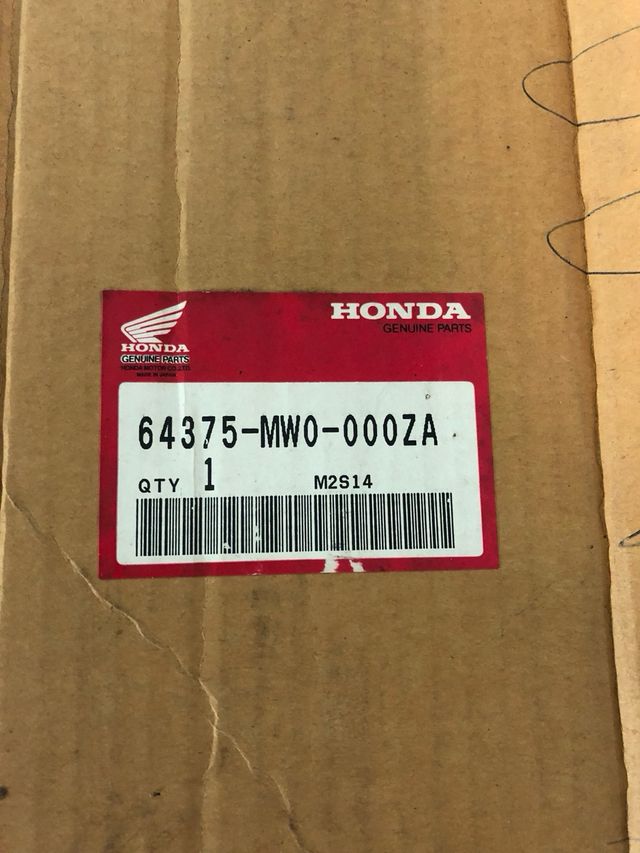 HONDA
GENUINE PARTS
HONDA
GENUINE PARTS
HONDA MOTOR CO.,LTD.
MADE IN JAPAN
64375-MW0-000ZA
QTY 1 M2S14